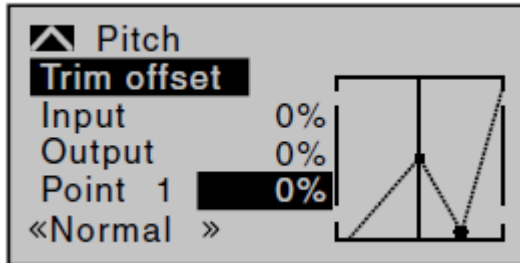 Pitch
Trim offset
Input 0%
Output 0%
Point 1 0%
«Normal »